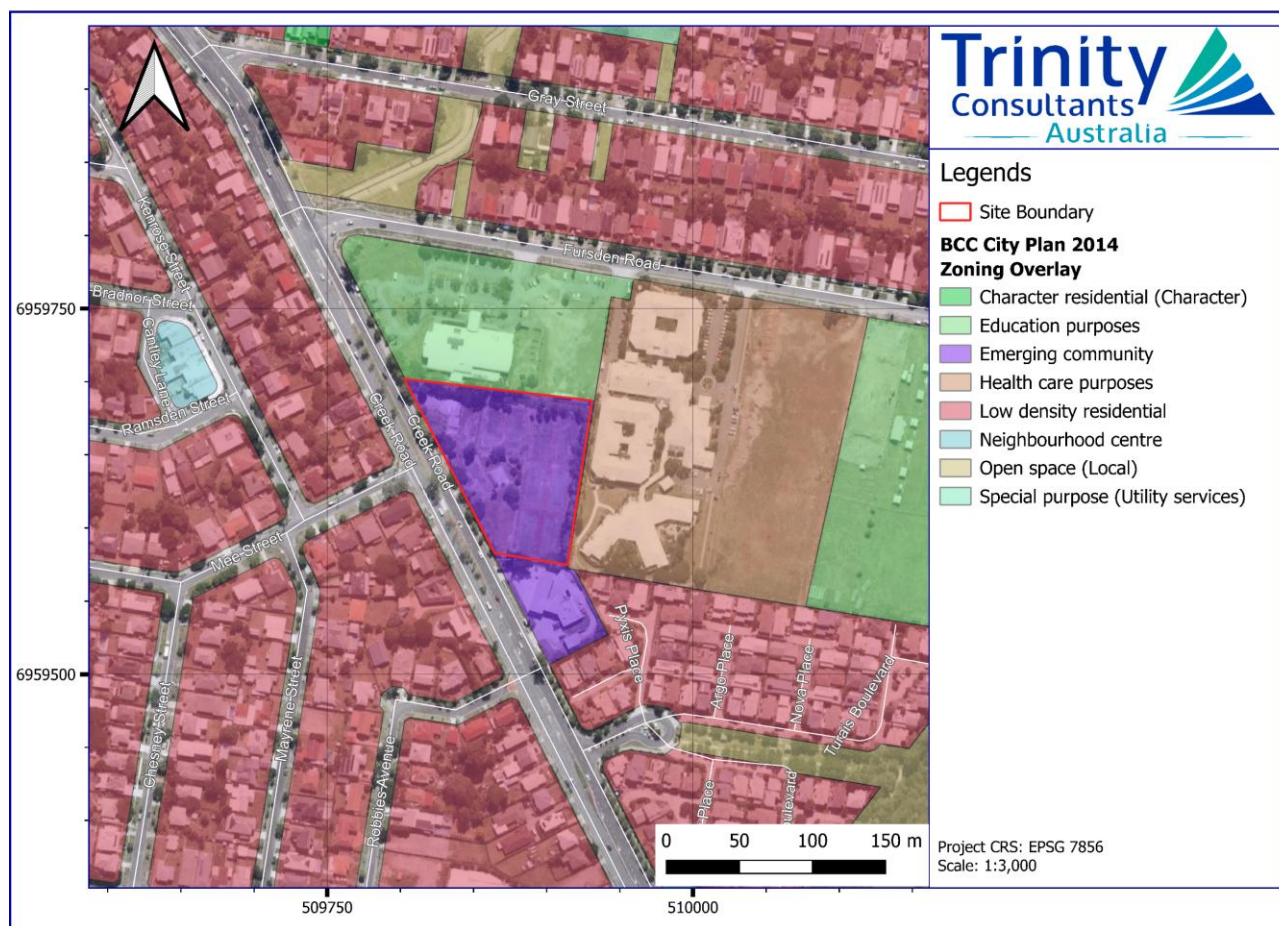 Trinity
Consultants
Australia
Legends
Site Boundary
BCC City Plan 2014
Zoning Overlay
Character residential (Character)
Education purposes
Emerging community
Health care purposes
Low density residential
Neighbourhood centre
Open space (Local)
Special purpose (Utility services)
Project CRS: EPSG 7856
Scale: 1:3,000
Gray Street
Kenrose Street
Fursden Road
Bradnor Street
6959750
Cantley Lane
Ramsden Street
Creek Road
Creek Road
Mee Street
Pyxis Place
Argo Place
Nova Place
Turais Boulevard
6959500
Chesney Street
Mayrene Street
Robbies Avenue
Place
0 50 100 150 m
509750 510000